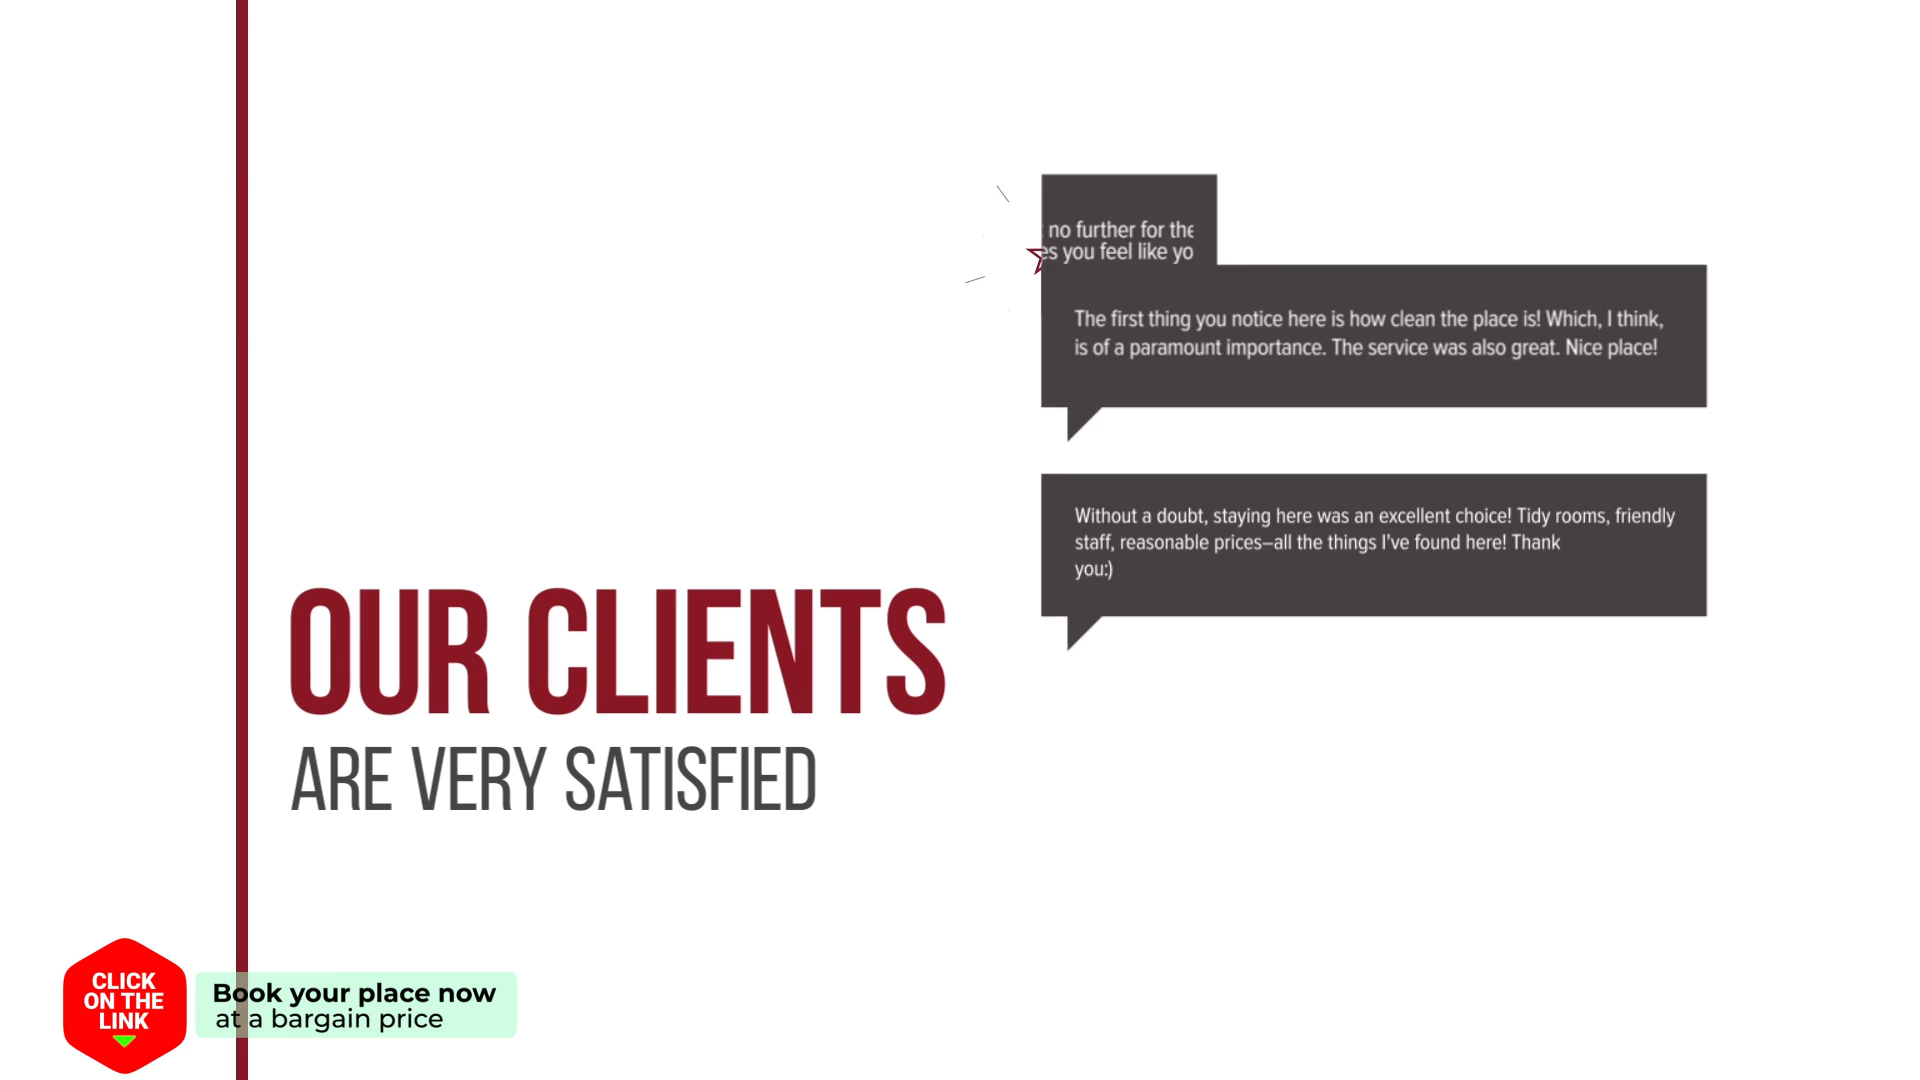 no further for the
you feel like yo
The first thing you notice here is how clean the place is! Which, I think,
is of a paramount importance. The service was also great. Nice place!
Without a doubt, staying here was an excellent choice! Tidy rooms, friendly
staff, reasonable prices–all the things I've found here! Thank
you:)
OUR CLIENTS
ARE VERY SATISFIED
CLICK
ON THE
LINK
Book your place now
at a bargain price